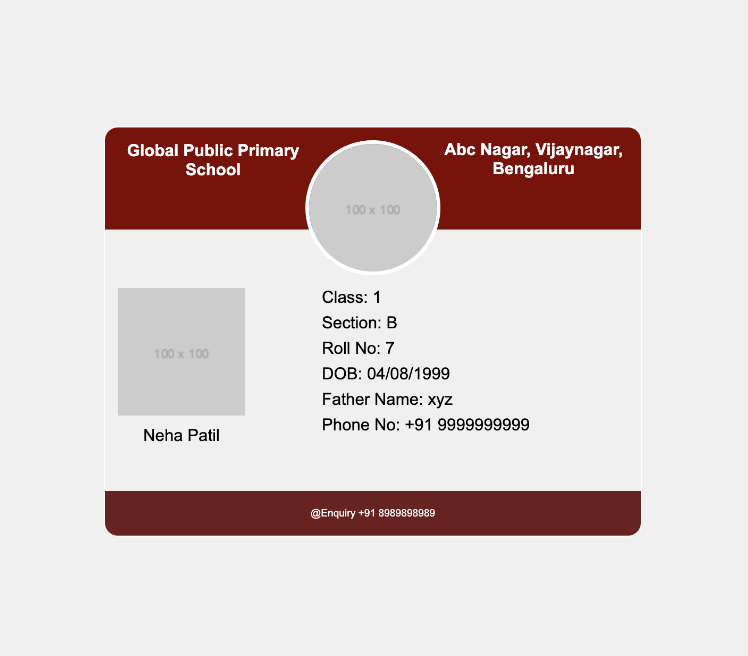 Global Public Primary
School
Abc Nagar, Vijaynagar,
Bengaluru
100 x 100
100 x 100
Neha Patil
Class: 1
Section: B
Roll No: 7
DOB: 04/08/1999
Father Name: xyz
Phone No: +91 9999999999
@Enquiry +91 8989898989